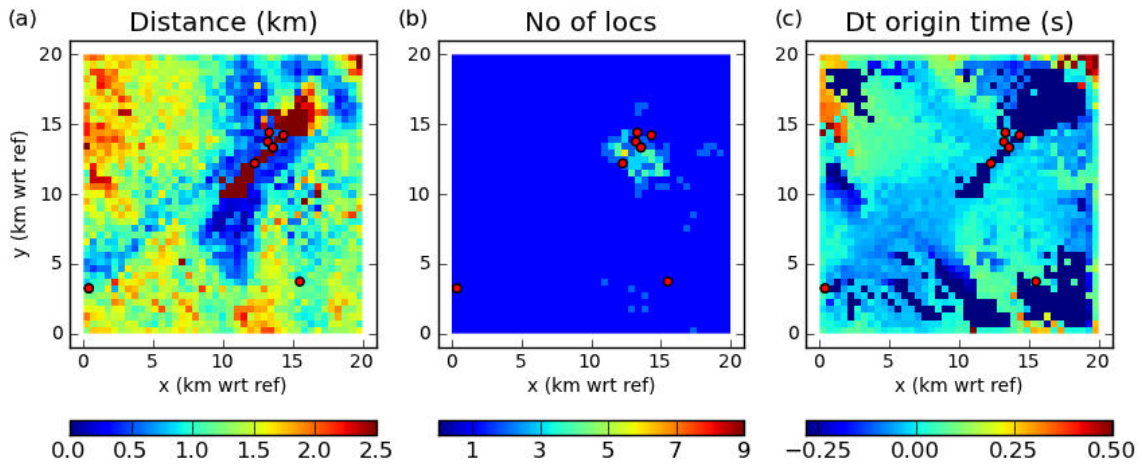 (a) Distance (km)
(b) No of locs
(c) Dt origin time (s)
y (km wrt ref)
20
15
10
5
0
0 5 10 15 20
x (km wrt ref)
0.0 0.5 1.0 1.5 2.0 2.5
20
15
10
5
0
0 5 10 15 20
x (km wrt ref)
1 3 5 7 9
20
15
10
5
0
0 5 10 15 20
x (km wrt ref)
−0.25 0.00 0.25 0.50